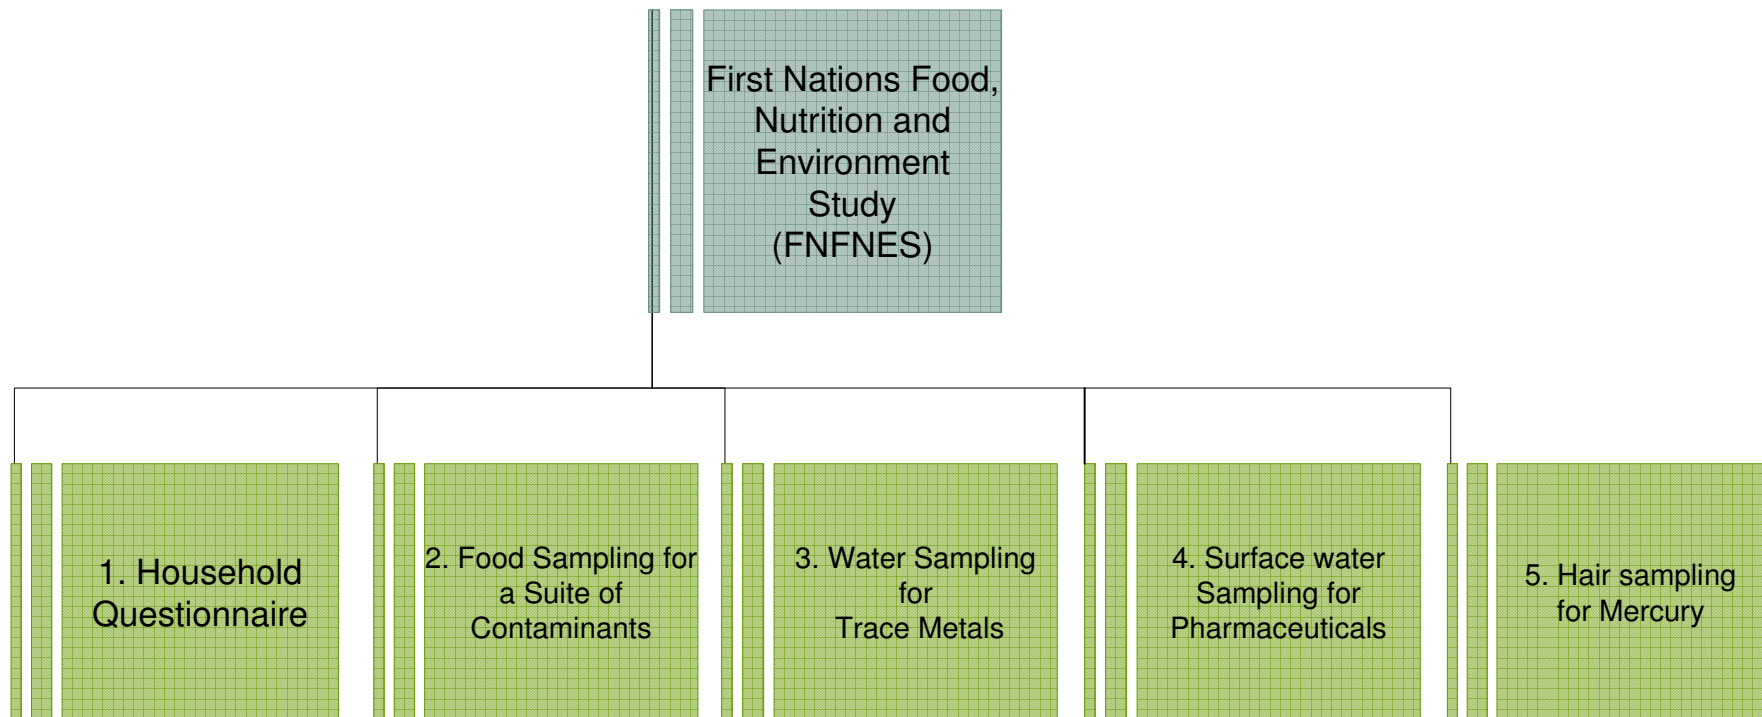 First Nations Food,
Nutrition and
Environment
Study
(FNFNES)
1. Household
Questionnaire
2. Food Sampling for
a Suite of
Contaminants
3. Water Sampling
for
Trace Metals
4. Surface water
Sampling for
Pharmaceuticals
5. Hair sampling
for Mercury